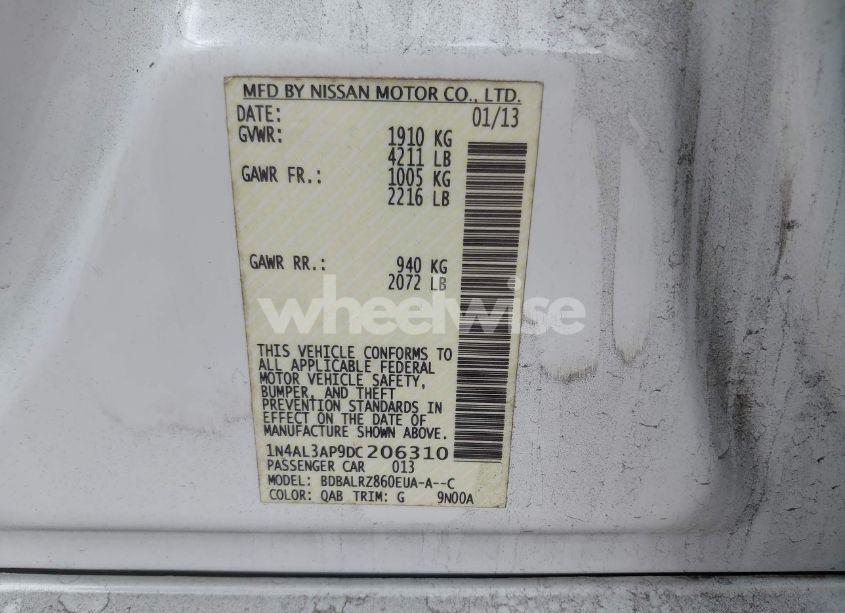 MFD BY NISSAN MOTOR CO., LTD.
DATE: 01/13
GVWR: 1910 KG
4211 LB
GAWR FR.: 1005 KG
2216 LB
GAWR RR.: 940 KG
2072 LB
wheelwise
THIS VEHICLE CONFORMS TO
ALL APPLICABLE FEDERAL
MOTOR VEHICLE SAFETY,
BUMPER, AND THEFT
PREVENTION STANDARDS IN
EFFECT ON THE DATE OF
MANUFACTURE SHOWN ABOVE.
1N4AL3AP9DC206310
PASSENGER CAR 013
MODEL: BDBALRZ860EUA-A--C
COLOR: QAB TRIM: G 9N00A